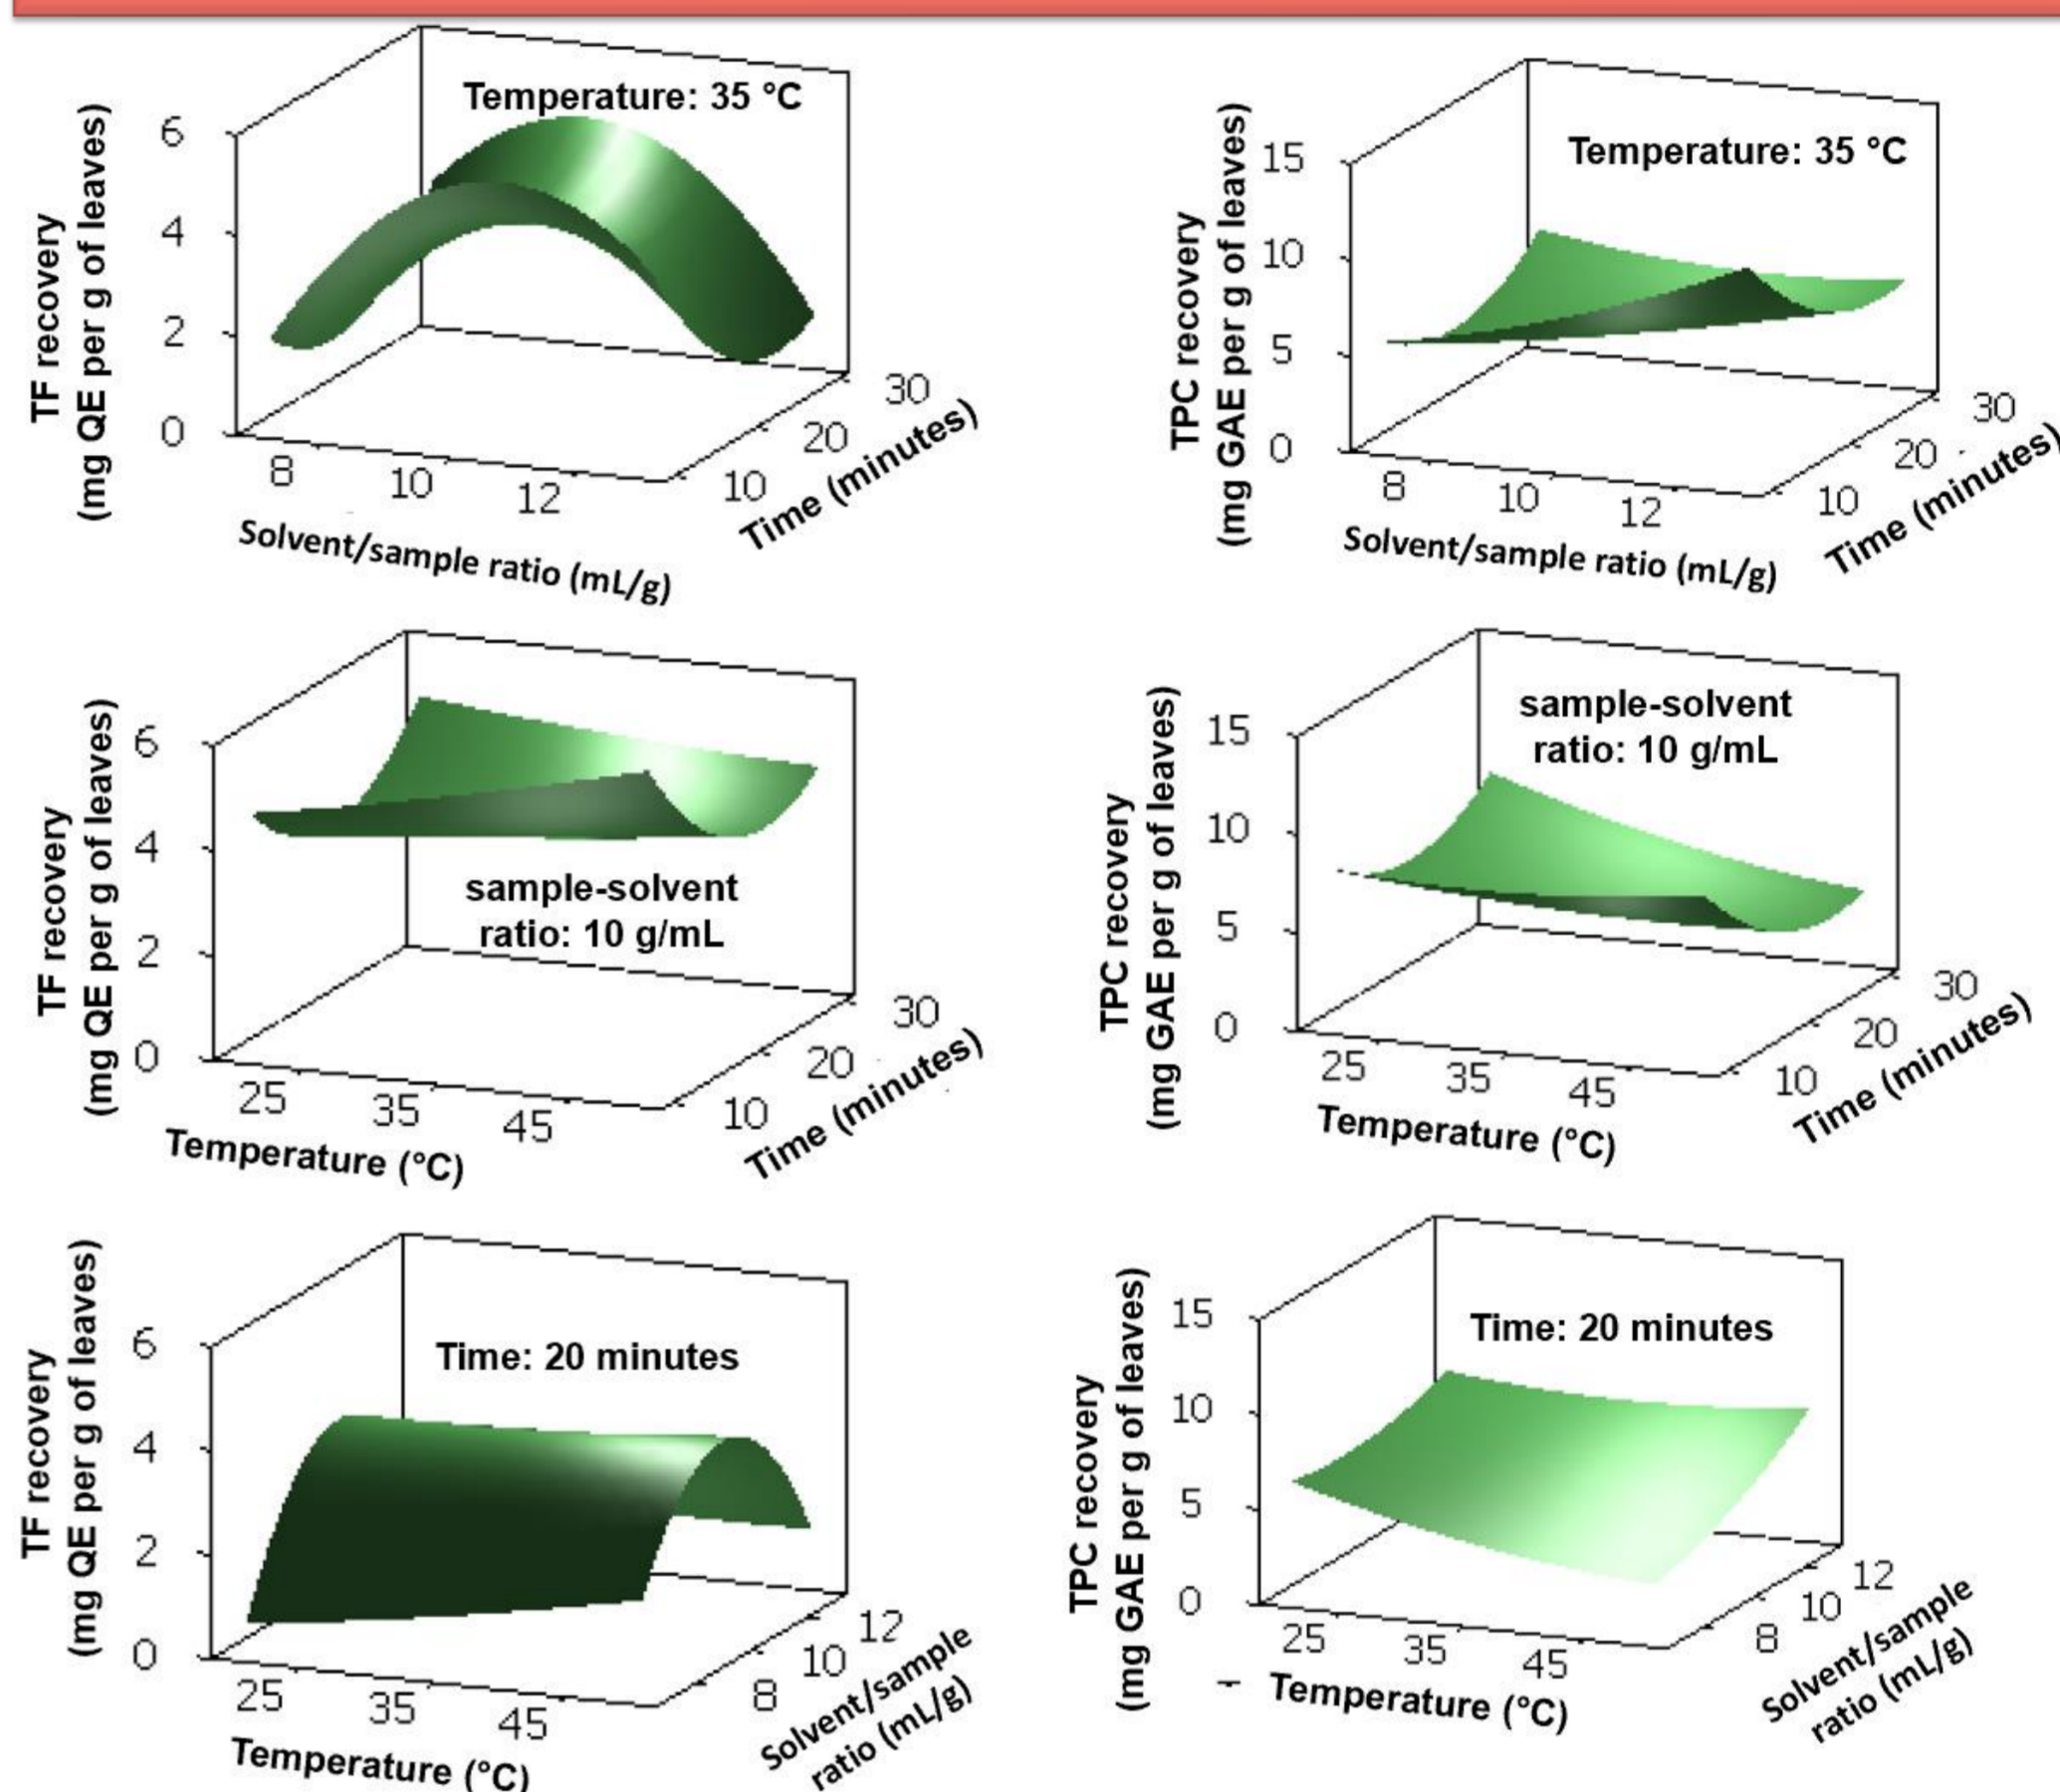 Temperature: 35 °C
TF recovery
(mg QE per g of leaves)
6
4
2
0
8
10
12
Solvent/sample ratio (mL/g)
10
20
30
Time (minutes)
Temperature: 35 °C
TPC recovery
(mg GAE per g of leaves)
15
10
5
0
8
10
12
Solvent/sample ratio (mL/g)
10
20
30
Time (minutes)
TF recovery
(mg QE per g of leaves)
6
4
2
0
sample-solvent
ratio: 10 g/mL
25
35
45
Temperature (°C)
10
20
30
Time (minutes)
sample-solvent
ratio: 10 g/mL
TPC recovery
(mg GAE per g of leaves)
15
10
5
0
25
35
45
Temperature (°C)
10
20
30
Time (minutes)
Time: 20 minutes
TF recovery
(mg QE per g of leaves)
6
4
2
0
25
35
45
Temperature (°C)
8
10
12
Solvent/sample
ratio (mL/g)
Time: 20 minutes
TPC recovery
(mg GAE per g of leaves)
15
10
5
0
25
35
45
Temperature (°C)
8
10
12
Solvent/sample
ratio (mL/g)